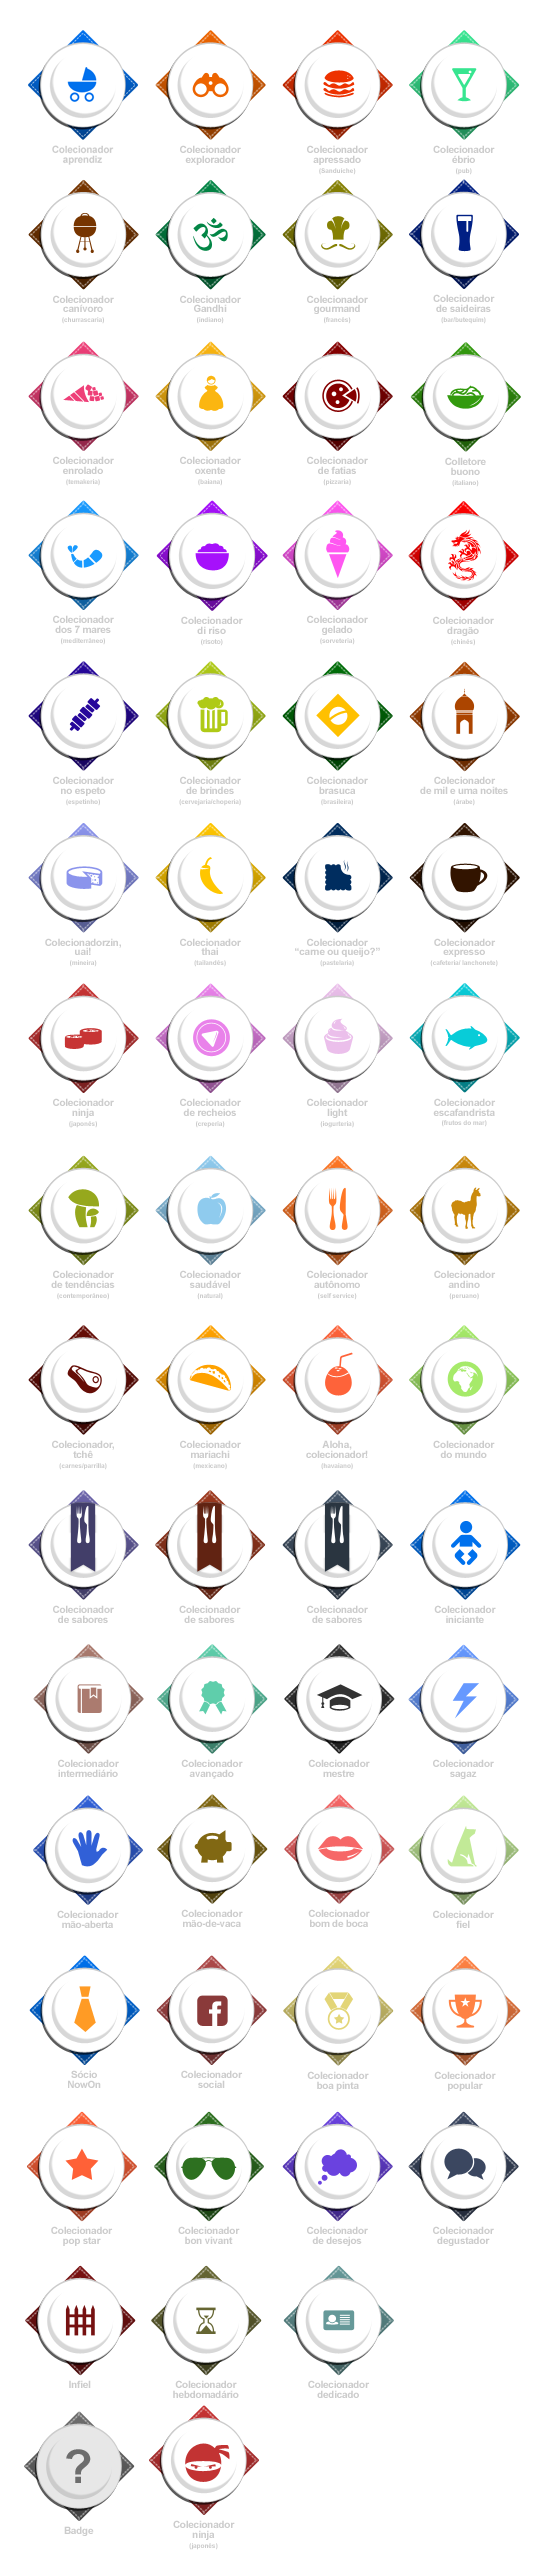 Colecionador
aprendiz
Colecionador
explorador
Colecionador
apressado
(Sanduíche)
Colecionador
ébrio
(pub)
Colecionador
canívoro
(churrascaria)
Colecionador
Gandhi
(indiano)
Colecionador
gourmand
(francês)
Colecionador
de saideiras
(bar/botequim)
Colecionador
enrolado
(temakeria)
Colecionador
oxente
(baiana)
Colecionador
de fatias
(pizzaria)
Colletore
buono
(italiano)
Colecionador
dos 7 mares
(mediterrâneo)
Colecionador
di riso
(risoto)
Colecionador
gelado
(sorveteria)
Colecionador
dragão
(chinês)
Colecionador
no espeto
(espetinho)
Colecionador
de brindes
(cervejaria/choperia)
Colecionador
brasuca
(brasileiro)
Colecionador
de mil e uma noites
(árabe)
Colecionadorzin,
uai!
(mineira)
Colecionador
thai
(tailandês)
Colecionador
“carne ou queijo?”
(pastelaria)
Colecionador
expresso
(cafeteria/ lanchonete)
Colecionador
ninja
(japonês)
Colecionador
de recheios
(creperia)
Colecionador
light
(iogurteria)
Colecionador
escafandrista
(frutos do mar)
Colecionador
de tendências
(contemporâneo)
Colecionador
saudável
(natural)
Colecionador
autônomo
(self service)
Colecionador
andino
(peruano)
Colecionador,
tchê
(carnes/parrilla)
Colecionador
mariachi
(mexicano)
Aloha,
colecionador!
(havaiano)
Colecionador
do mundo
Colecionador
de sabores
Colecionador
de sabores
Colecionador
de sabores
Colecionador
iniciante
Colecionador
intermediário
Colecionador
avançado
Colecionador
mestre
Colecionador
sagaz
Colecionador
mão-aberta
Colecionador
mão-de-vaca
Colecionador
bom de boca
Colecionador
fiel
Sócio
NowOn
Colecionador
social
Colecionador
boa pinta
Colecionador
popular
Colecionador
pop star
Colecionador
bon vivant
Colecionador
de desejos
Colecionador
degustador
Infiel
Colecionador
hebdomadário
Colecionador
dedicado
?
Badge
Colecionador
ninja
(japonês)